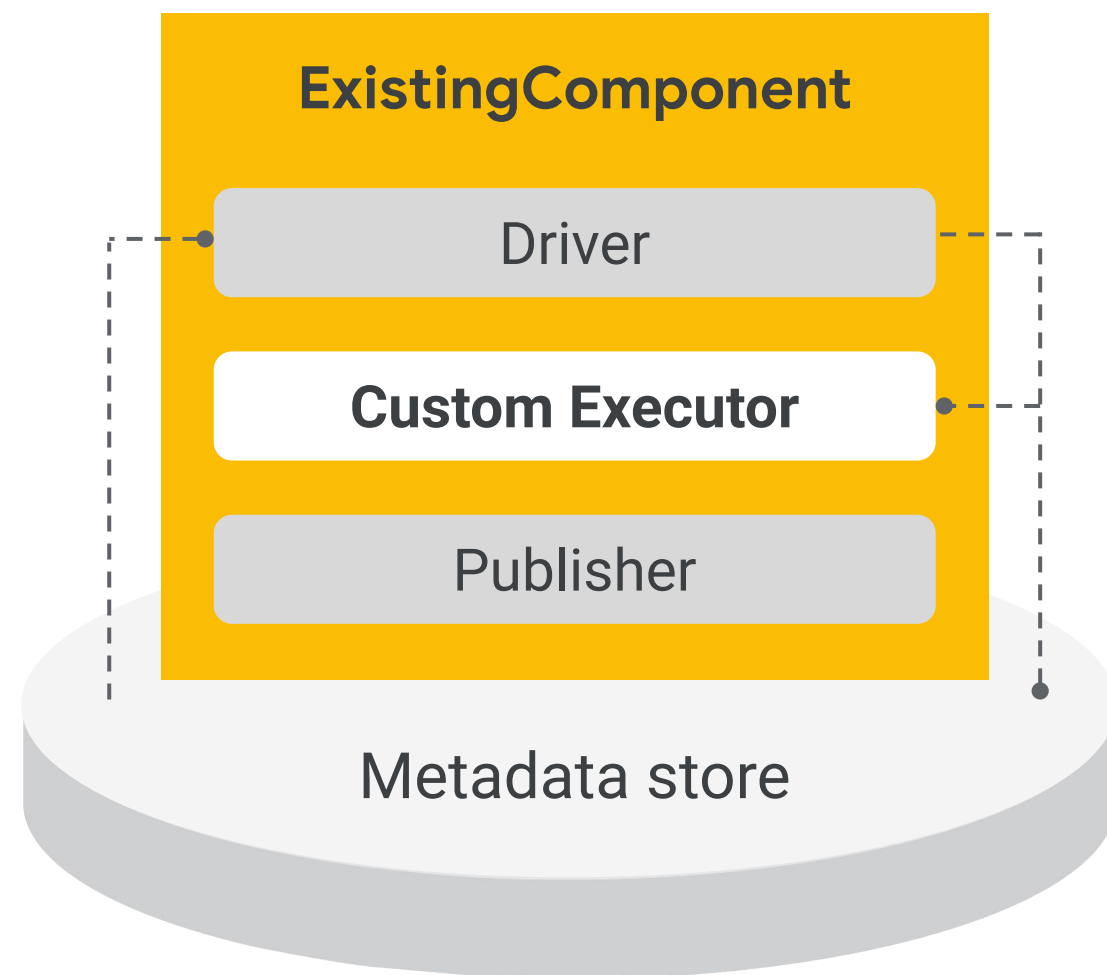 ExistingComponent
Driver
Custom Executor
Publisher
Metadata store